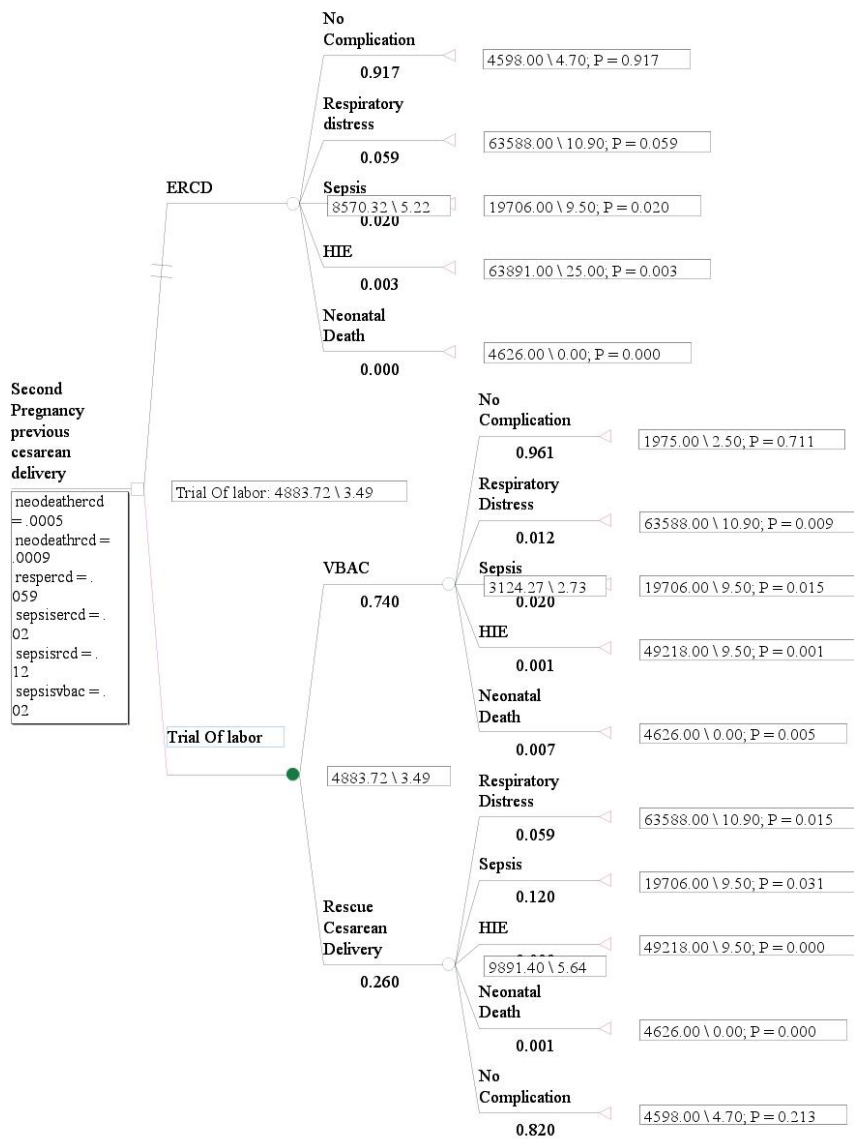 No
Complication
0.917
4598.00 \ 4.70; P = 0.917
Respiratory
distress
0.059
63588.00 \ 10.90; P = 0.059
ERCD
Sepsis
8570.32 \ 5.22
0.020
19706.00 \ 9.50; P = 0.020
HIE
0.003
63891.00 \ 25.00; P = 0.003
Neonatal
Death
0.000
4626.00 \ 0.00; P = 0.000
Second
Pregnancy
previous
cesarean
delivery
neodeathercd
= .0005
neodeathrcd =
.0009
respercd = .
059
sepsisercd = .
02
sepsisrcd = .
12
sepsisvbac = .
02
Trial Of labor: 4883.72 \ 3.49
No
Complication
0.961
1975.00 \ 2.50; P = 0.711
Respiratory
Distress
0.012
63588.00 \ 10.90; P = 0.009
VBAC
0.740
Sepsis
3124.27 \ 2.73
0.020
19706.00 \ 9.50; P = 0.015
HIE
0.001
49218.00 \ 9.50; P = 0.001
Neonatal
Death
0.007
4626.00 \ 0.00; P = 0.005
Trial Of labor
4883.72 \ 3.49
Respiratory
Distress
0.059
63588.00 \ 10.90; P = 0.015
Sepsis
0.120
19706.00 \ 9.50; P = 0.031
Rescue
Cesarean
Delivery
0.260
HIE
9891.40 \ 5.64
49218.00 \ 9.50; P = 0.000
Neonatal
Death
0.001
4626.00 \ 0.00; P = 0.000
No
Complication
0.820
4598.00 \ 4.70; P = 0.213